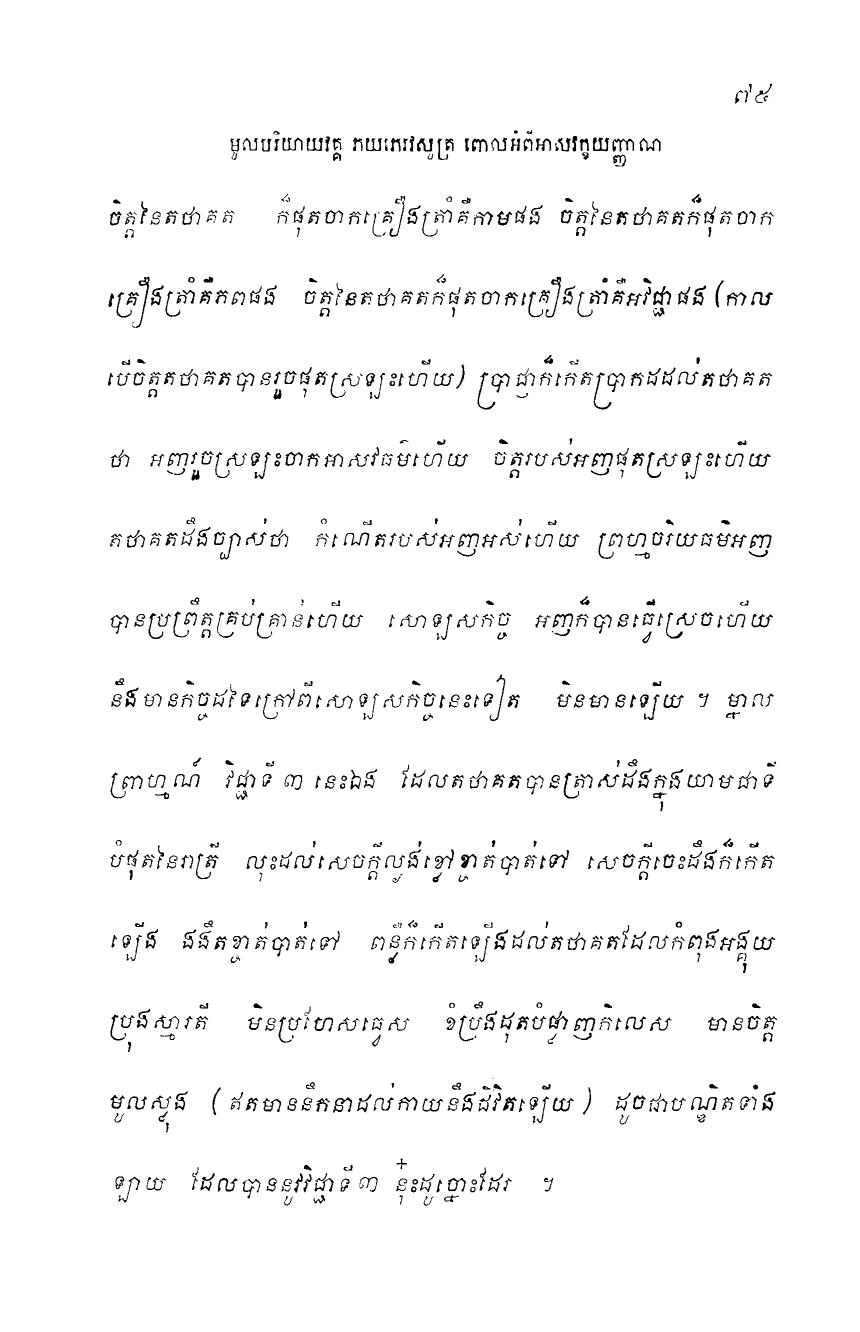 ៧៥
មូលបរិយាយវគ្គ ភយភេរវសូត្រ ពោលអំពីអាសវក្ខយញ្ញាណ
ចិត្តនៃតថាគត ក៏ផុតចាកគ្រឿងត្រាំគឺកាមផង ចិត្តនៃតថាគតក៏ផុតចាក
គ្រឿងត្រាំគឺភពផង ចិត្តនៃតថាគតក៏ផុតចាកគ្រឿងត្រាំគឺអវិជ្ជាផង (កាល
បើចិត្តតថាគតបានរួចផុតស្រឡះហើយ) ប្រាជ្ញាក៏កើតប្រាកដដល់តថាគត
ថា អញរួចស្រឡះចាកអាសវធម៌ហើយ ចិត្តរបស់អញផុតស្រឡះហើយ
តថាគតដឹងច្បាស់ថា កំណើតរបស់អញអស់ហើយ ព្រហ្មចរិយធម៌អញ
បានប្រព្រឹត្តគ្រប់គ្រាន់ហើយ សោឡសកិច្ច អញក៏បានធ្វើស្រេចហើយ
នឹងមានកិច្ចដទៃក្រៅពីសោឡសកិច្ចនេះទៀត មិនមានឡើយ ។ ម្នាល
ព្រាហ្មណ៍ វិជ្ជាទី ៣ នេះឯង ដែលតថាគតបានត្រាស់ដឹងក្នុងយាមជាទី
បំផុតនៃរាត្រី លុះដល់សេចក្តីល្ងង់ខ្លៅខ្ចាត់បាត់ទៅ សេចក្តីចេះដឹងក៏កើត
ឡើង ងងឹតខ្ចាត់បាត់ទៅ ពន្លឺក៏កើតឡើងដល់តថាគតដែលកំពុងអង្គុយ
ប្រុងស្មារតី មិនប្រហែសធ្វេស ខំប្រឹងដុតបំផ្លាញកិលេស មានចិត្ត
មូលស្លុង (ឥតមាននឹកនាដល់កាយនឹងជីវិតឡើយ) ដូចជាបណ្ឌិតទាំង
ឡាយ ដែលបាននូវវិជ្ជាទី ៣ នុ៎ះដូច្នោះដែរ ។